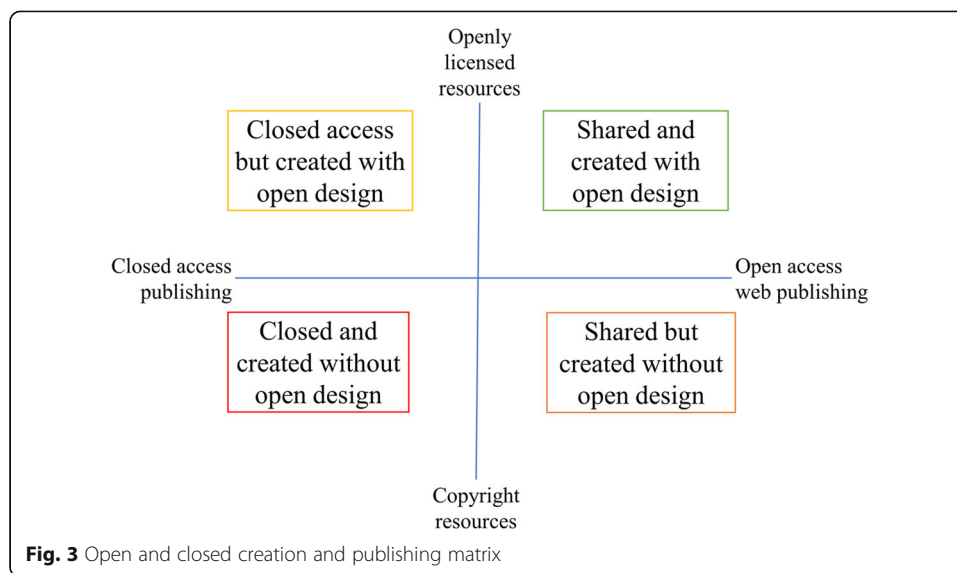 Openly
licensed
resources
Closed access
but created with
open design
Shared and
created with
open design
Closed access
publishing
Open access
web publishing
Closed and
created without
open design
Shared but
created without
open design
Copyright
resources
Fig. 3 Open and closed creation and publishing matrix